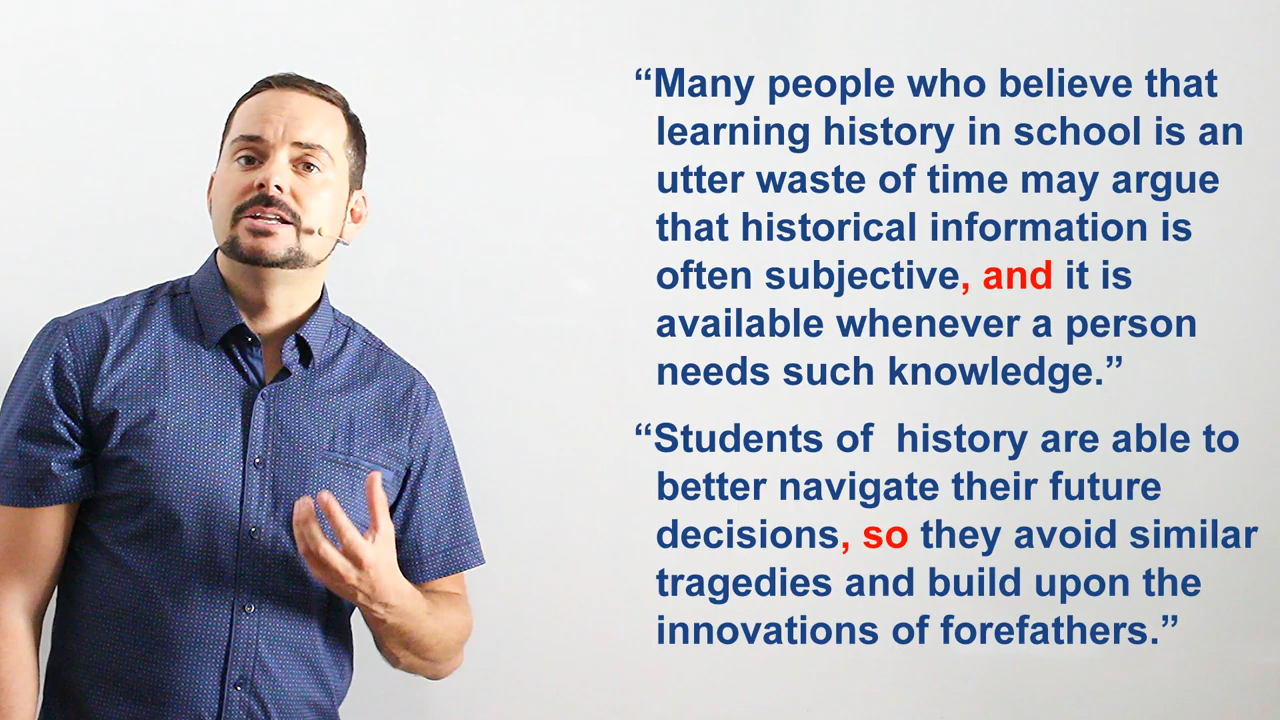 “Many people who believe that
learning history in school is an
utter waste of time may argue
that historical information is
often subjective, and it is
available whenever a person
needs such knowledge.”
“Students of  history are able to
better navigate their future
decisions, so they avoid similar
tragedies and build upon the
innovations of forefathers.”